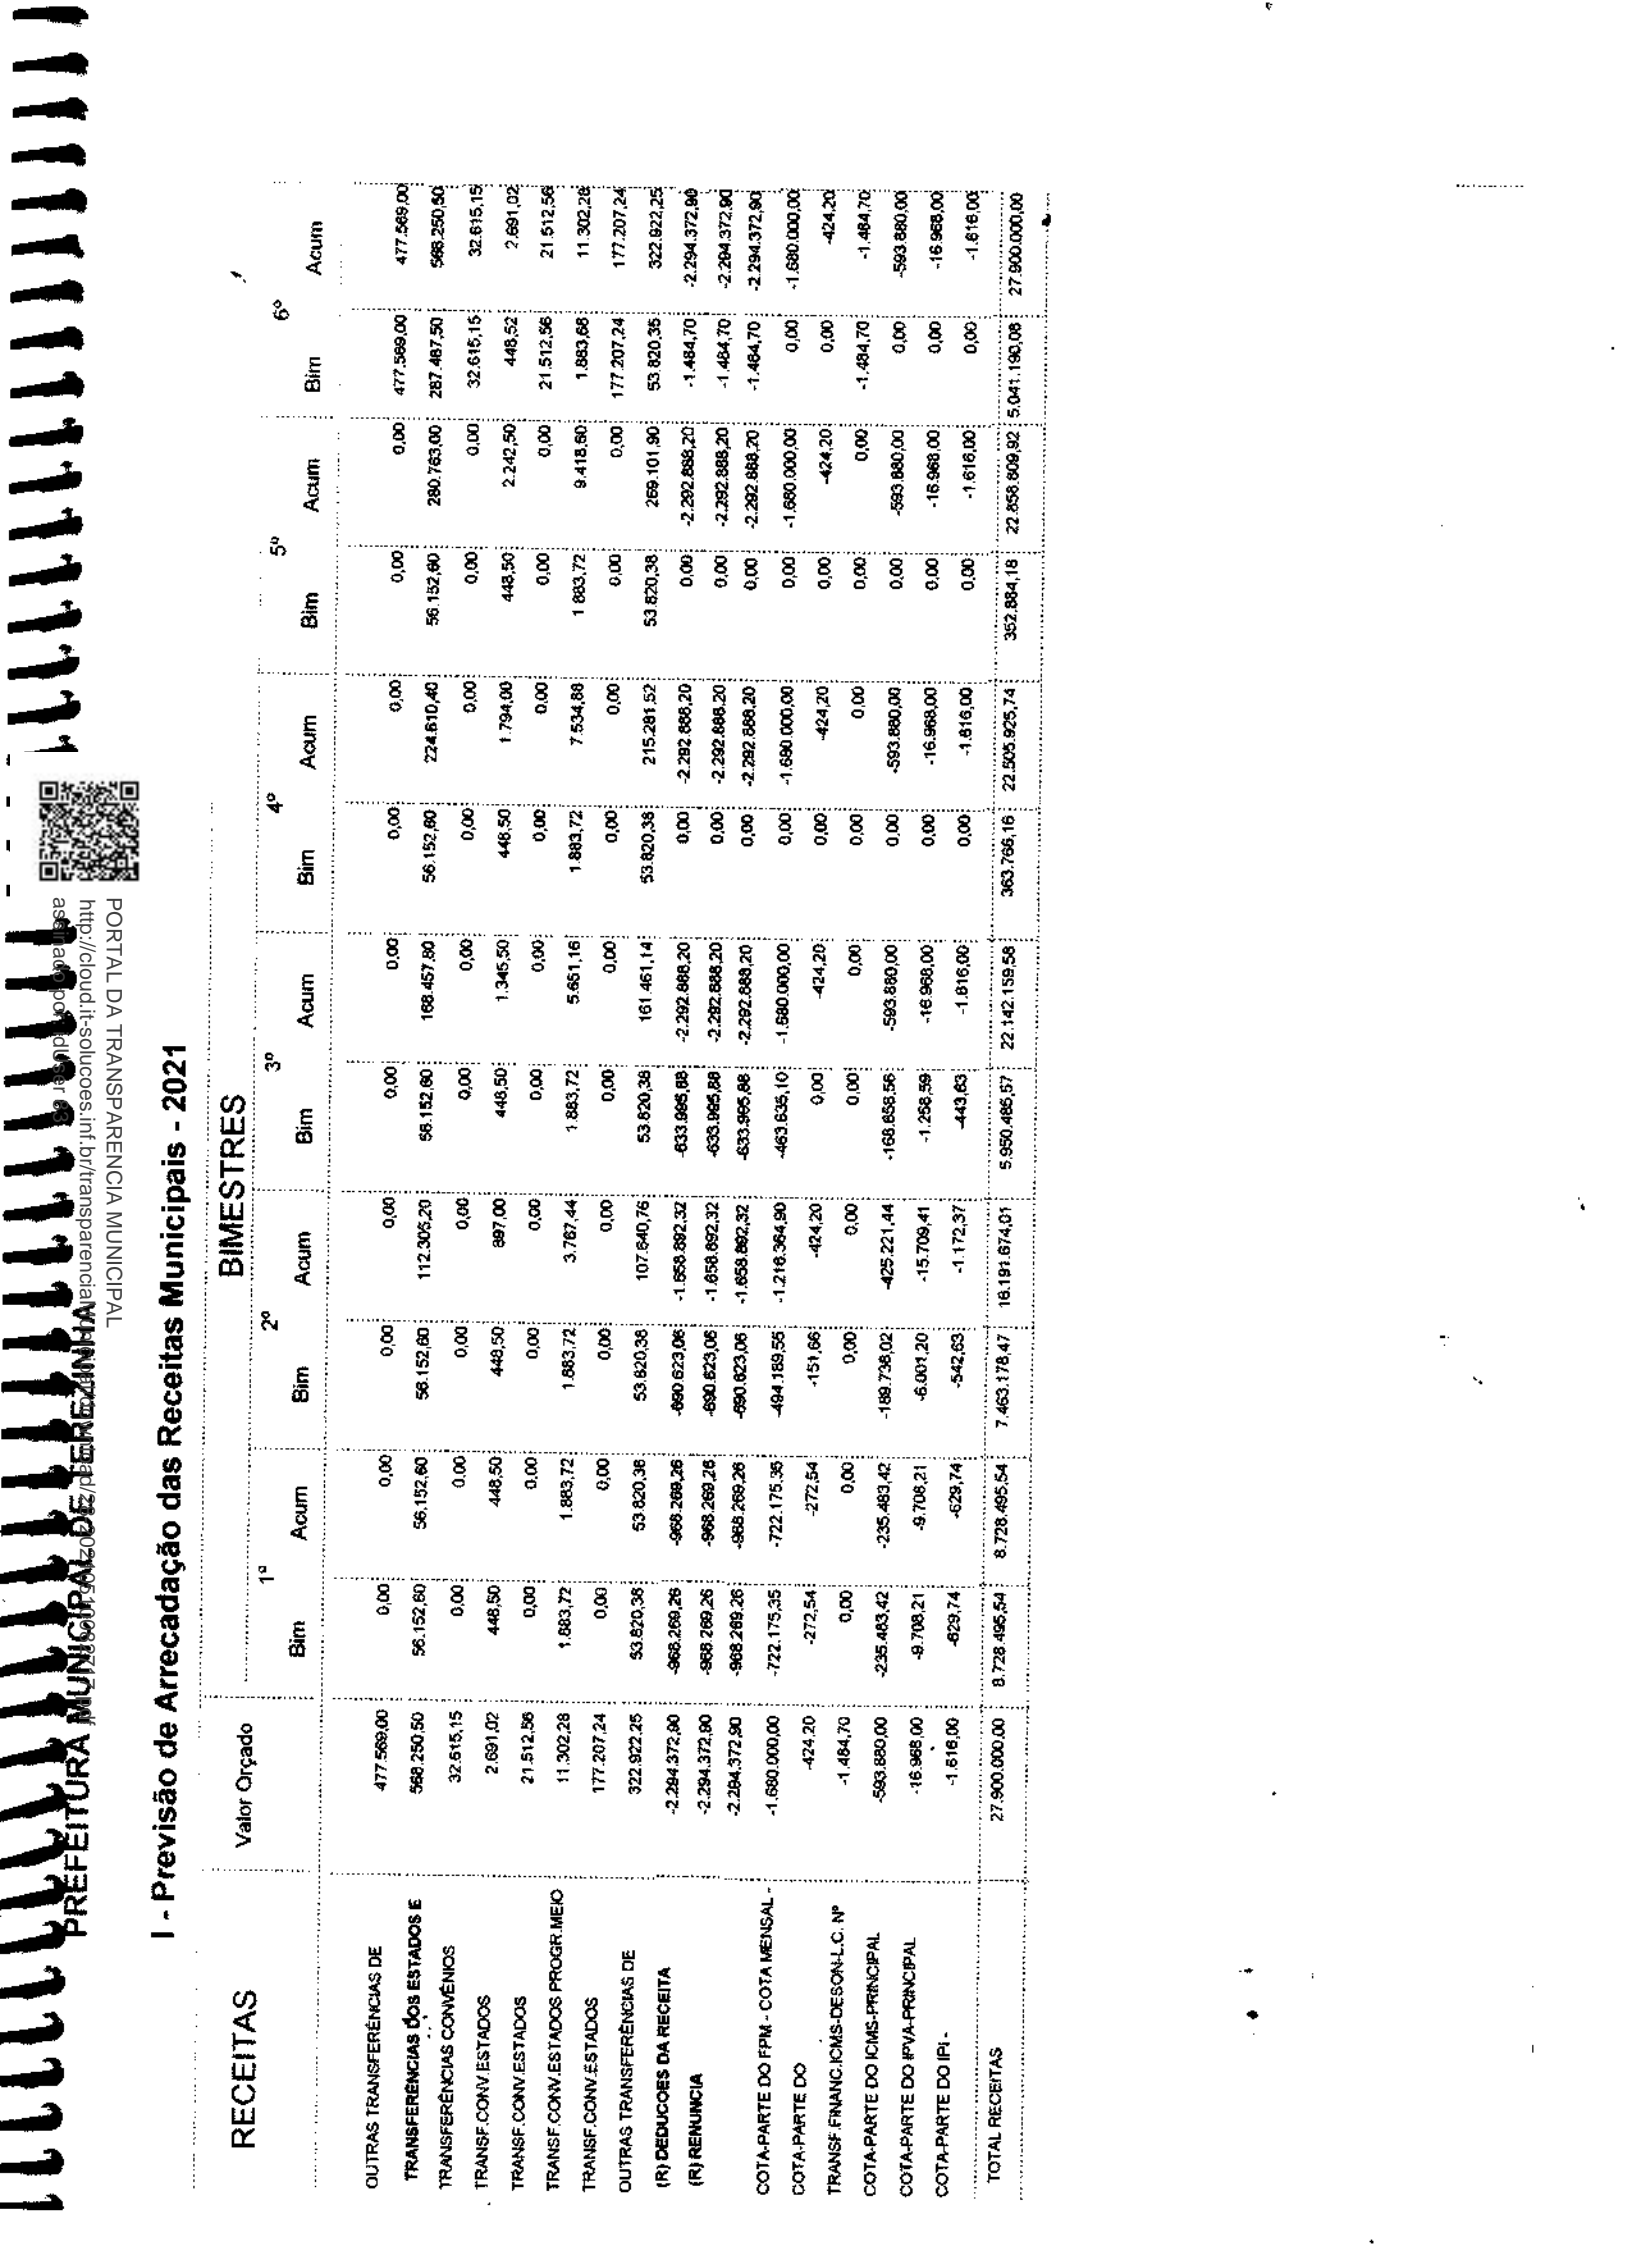 PORTAL DA TRANSPARENCIA MUNICIPAL
PREFEITURA MUNICIPAL DE TEREZINHA
I - Previsão de Arrecadação das Receitas Municipais - 2021
RECEITAS Valor Orçado BIMESTRES
1º 2º 3º 4º 5º 6º
Bim Acum Bim Acum Bim Acum Bim Acum Bim Acum Bim Acum
OUTRAS TRANSFERÊNCIAS DE 477.569,00 0,00 0,00 0,00 0,00 0,00 0,00 0,00 0,00 0,00 0,00 477.569,00 477.569,00
TRANSFERÊNCIAS DOS ESTADOS E 568.250,50 56.152,60 56.152,60 56.152,60 112.305,20 56.152,60 168.457,80 56.152,60 224.610,40 56.152,60 280.763,00 287.487,50 568.250,50
TRANSFERÊNCIAS CONVÊNIOS 32.615,15 0,00 0,00 0,00 0,00 0,00 0,00 0,00 0,00 0,00 0,00 32.615,15 32.615,15
TRANSF.CONV.ESTADOS 2.691,02 448,50 448,50 448,50 897,00 448,50 1.345,50 448,50 1.794,00 448,50 2.242,50 448,52 2.691,02
TRANSF.CONV.ESTADOS 21.512,56 0,00 0,00 0,00 0,00 0,00 0,00 0,00 0,00 0,00 0,00 21.512,56 21.512,56
TRANSF.CONV.ESTADOS PROGR.MEIO 11.302,28 1.883,72 1.883,72 1.883,72 3.767,44 1.883,72 5.651,16 1.883,72 7.534,88 1.883,72 9.418,60 1.883,68 11.302,28
TRANSF.CONV.ESTADOS 177.207,24 0,00 0,00 0,00 0,00 0,00 0,00 0,00 0,00 0,00 0,00 177.207,24 177.207,24
OUTRAS TRANSFERÊNCIAS DE 322.922,25 53.820,38 53.820,38 53.820,38 107.640,76 53.820,38 161.461,14 53.820,38 215.281,52 53.820,38 269.101,90 53.820,35 322.922,25
(R) DEDUCOES DA RECEITA -2.294.372,90 -968.269,26 -968.269,26 -690.623,06 -1.658.892,32 -633.995,88 -2.292.888,20 0,00 -2.292.888,20 0,00 -2.292.888,20 -1.484,70 -2.294.372,90
(R) RENUNCIA -2.294.372,90 -968.269,26 -968.269,26 -690.623,06 -1.658.892,32 -633.995,88 -2.292.888,20 0,00 -2.292.888,20 0,00 -2.292.888,20 -1.484,70 -2.294.372,90
-2.294.372,90 -968.269,26 -968.269,26 -690.623,06 -1.658.892,32 -633.995,88 -2.292.888,20 0,00 -2.292.888,20 0,00 -2.292.888,20 -1.484,70 -2.294.372,90
COTA-PARTE DO FPM - COTA MENSAL - -1.680.000,00 -722.175,35 -722.175,35 -494.189,55 -1.216.364,90 -463.635,10 -1.680.000,00 0,00 -1.680.000,00 0,00 -1.680.000,00 0,00 -1.680.000,00
COTA-PARTE DO -424,20 -272,54 -272,54 -151,66 -424,20 0,00 -424,20 0,00 -424,20 0,00 -424,20 0,00 -424,20
TRANSF.FINANC.ICMS-DESON-L.C. Nº -1.484,70 0,00 0,00 0,00 0,00 0,00 0,00 0,00 0,00 0,00 0,00 -1.484,70 -1.484,70
COTA-PARTE DO ICMS-PRINCIPAL -593.880,00 -235.483,42 -235.483,42 -189.738,02 -425.221,44 -168.658,56 -593.880,00 0,00 -593.880,00 0,00 -593.880,00 0,00 -593.880,00
COTA-PARTE DO IPVA-PRINCIPAL -16.968,00 -9.708,21 -9.708,21 -6.001,20 -15.709,41 -1.258,59 -16.968,00 0,00 -16.968,00 0,00 -16.968,00 0,00 -16.968,00
COTA-PARTE DO IPI - -1.616,00 -629,74 -629,74 -542,63 -1.172,37 -443,63 -1.616,00 0,00 -1.616,00 0,00 -1.616,00 0,00 -1.616,00
TOTAL RECEITAS 27.900.000,00 8.728.495,54 8.728.495,54 7.463.178,47 16.191.674,01 5.950.485,57 22.142.159,58 363.766,16 22.505.925,74 352.884,18 22.858.809,92 5.041.190,08 27.900.000,00